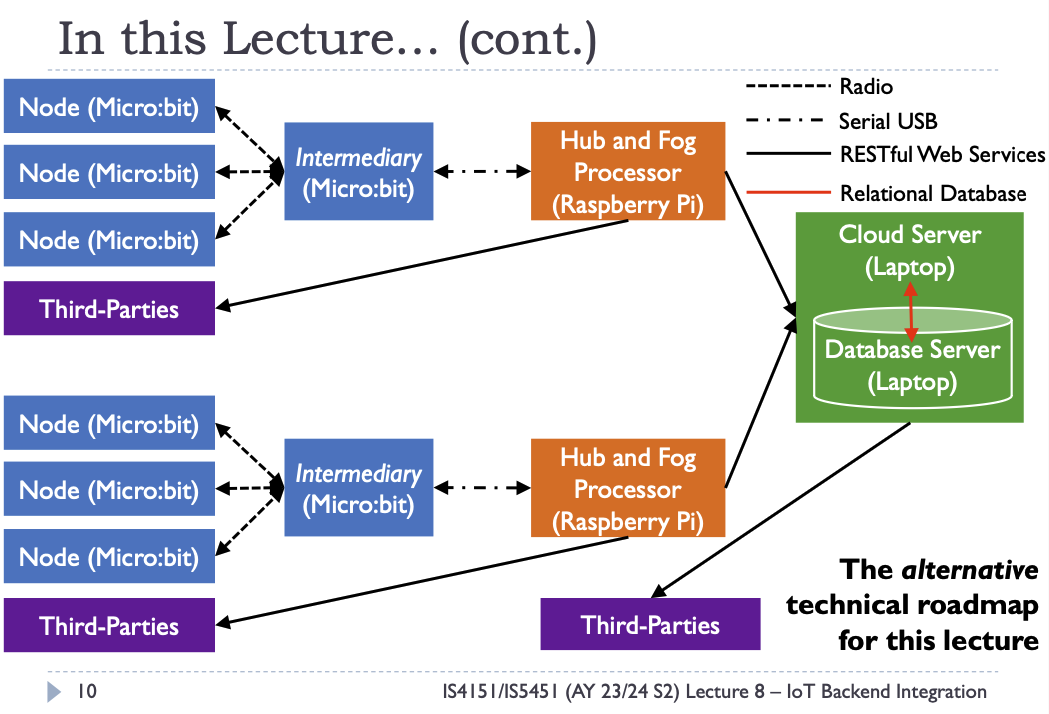 In this Lecture… (cont.)
Node (Micro:bit)
Node (Micro:bit)
Node (Micro:bit)
Third-Parties
Intermediary
(Micro:bit)
Hub and Fog
Processor
(Raspberry Pi)
Radio
Serial USB
RESTful Web Services
Relational Database
Cloud Server
(Laptop)
Database Server
(Laptop)
Node (Micro:bit)
Node (Micro:bit)
Node (Micro:bit)
Third-Parties
Intermediary
(Micro:bit)
Hub and Fog
Processor
(Raspberry Pi)
Third-Parties
The alternative
technical roadmap
for this lecture
10
IS4151/IS5451 (AY 23/24 S2) Lecture 8 – IoT Backend Integration